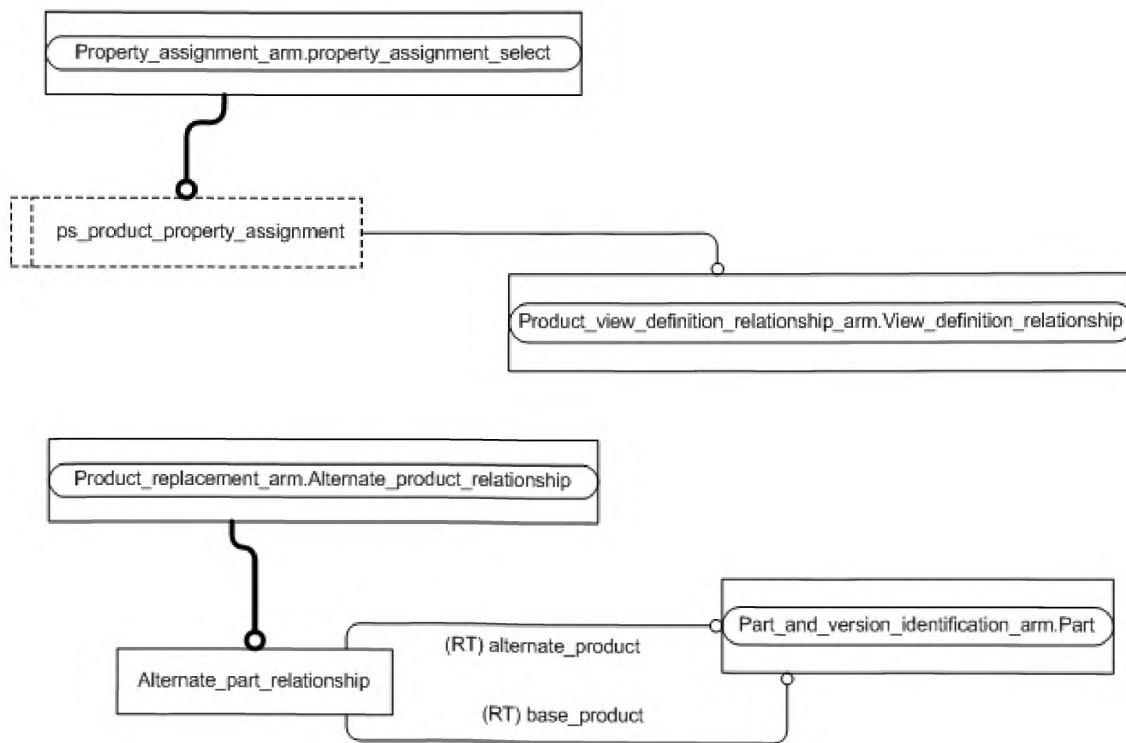 Property_assignment_arm.property_assignment_select
ps_product_property_assignment
Product_view_definition_relationship_arm.View_definition_relationship
Product_replacement_arm.Alternate_product_relationship
Part_and_version_identification_arm.Part
(RT) alternate_product
Alternate_part_relationship
(RT) base_product